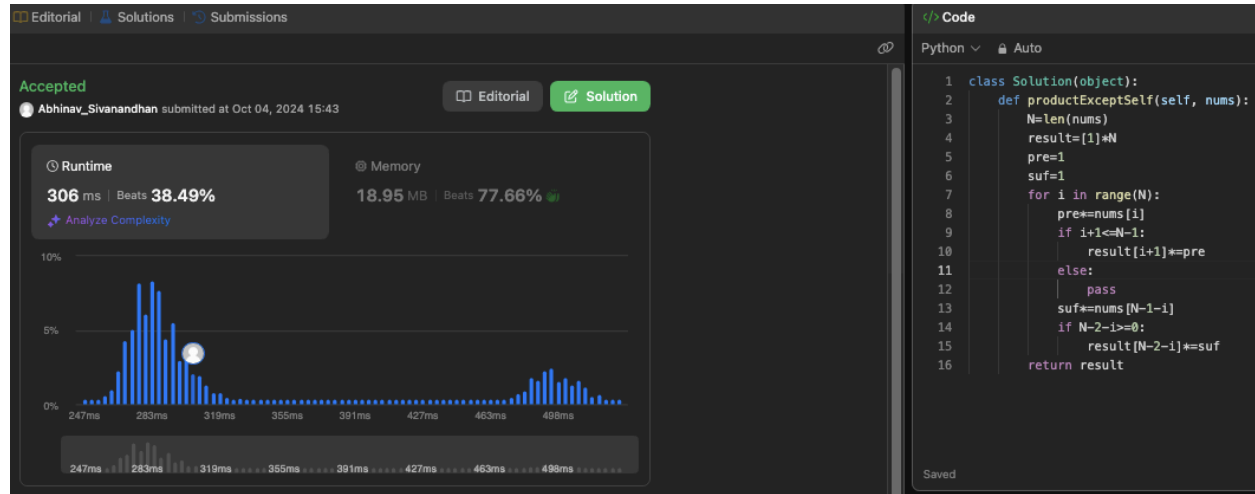 Editorial | Solutions | Submissions
Accepted
Abhinav_Sivanandhan submitted at Oct 04, 2024 15:43
Editorial
Solution
Runtime
306 ms | Beats 38.49%
Analyze Complexity
Memory
18.95 MB | Beats 77.66%
10%
5%
0%
247ms 283ms 319ms 355ms 391ms 427ms 463ms 498ms
247ms 283ms 319ms 355ms 391ms 427ms 463ms 498ms
</> Code
Python Auto
1 class Solution(object):
2     def productExceptSelf(self, nums):
3         N=len(nums)
4         result=[1]*N
5         pre=1
6         suf=1
7         for i in range(N):
8             pre*=nums[i]
9             if i+1<=N-1:
10                 result[i+1]*=pre
11             else:
12                 pass
13             suf*=nums[N-1-i]
14             if N-2-i>=0:
15                 result[N-2-i]*=suf
16         return result
Saved